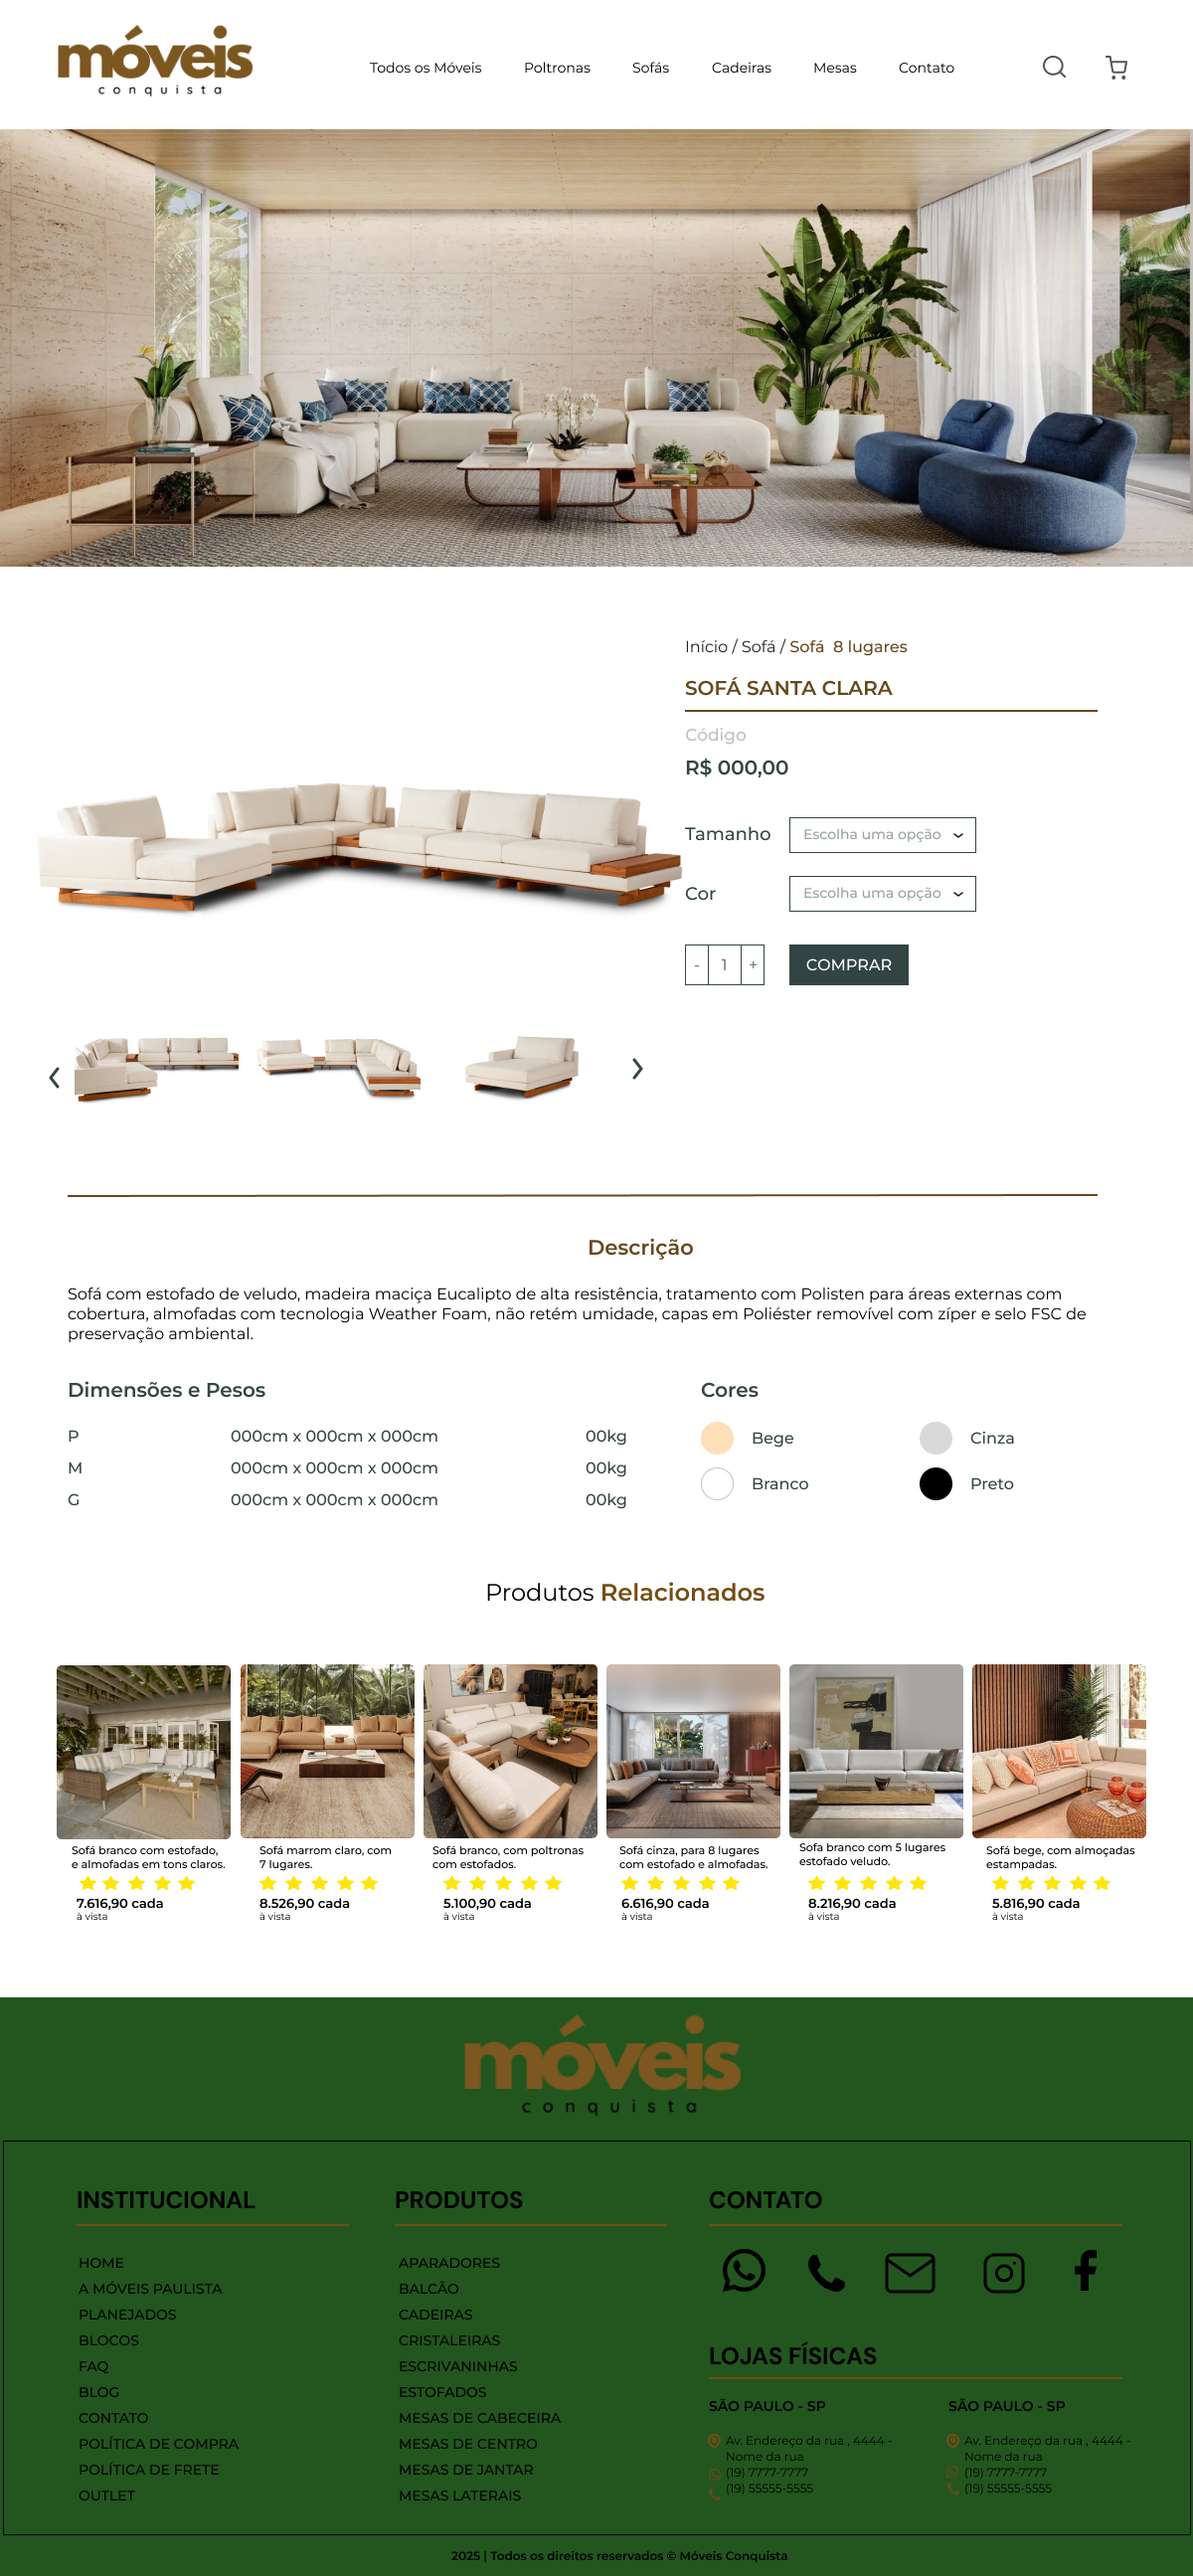 móveis
conquista
Todos os Móveis Poltronas Sofás Cadeiras Mesas Contato
Início / Sofá / Sofá 8 lugares
SOFÁ SANTA CLARA
Código
R$ 000,00
Tamanho Escolha uma opção
Cor Escolha uma opção
- 1 + COMPRAR
Descrição
Sofá com estofado de veludo, madeira maciça Eucalipto de alta resistência, tratamento com Polisten para áreas externas com
cobertura, almofadas com tecnologia Weather Foam, não retém umidade, capas em Poliéster removível com zíper e selo FSC de
preservação ambiental.
Dimensões e Pesos
P 000cm x 000cm x 000cm 00kg
M 000cm x 000cm x 000cm 00kg
G 000cm x 000cm x 000cm 00kg
Cores
Bege Cinza
Branco Preto
Produtos Relacionados
Sofá branco com estofado,
e almofadas em tons claros.
7.616,90 cada
à vista
Sofá marrom claro, com
7 lugares.
8.526,90 cada
à vista
Sofá branco, com poltronas
com estofados.
5.100,90 cada
à vista
Sofá cinza, para 8 lugares
com estofado e almofadas.
6.616,90 cada
à vista
Sofa branco com 5 lugares
estofado veludo.
8.216,90 cada
à vista
Sofá bege, com almoçadas
estampadas.
5.816,90 cada
à vista
móveis
conquista
INSTITUCIONAL
HOME
A MÓVEIS PAULISTA
PLANEJADOS
BLOCOS
FAQ
BLOG
CONTATO
POLÍTICA DE COMPRA
POLÍTICA DE FRETE
OUTLET
PRODUTOS
APARADORES
BALCÃO
CADEIRAS
CRISTALEIRAS
ESCRIVANINHAS
ESTOFADOS
MESAS DE CABECEIRA
MESAS DE CENTRO
MESAS DE JANTAR
MESAS LATERAIS
CONTATO
LOJAS FÍSICAS
SÃO PAULO - SP
Av. Endereço da rua , 4444 -
Nome da rua
(19) 7777-7777
(19) 55555-5555
SÃO PAULO - SP
Av. Endereço da rua , 4444 -
Nome da rua
(19) 7777-7777
(19) 55555-5555
2025 | Todos os direitos reservados © Móveis Conquista